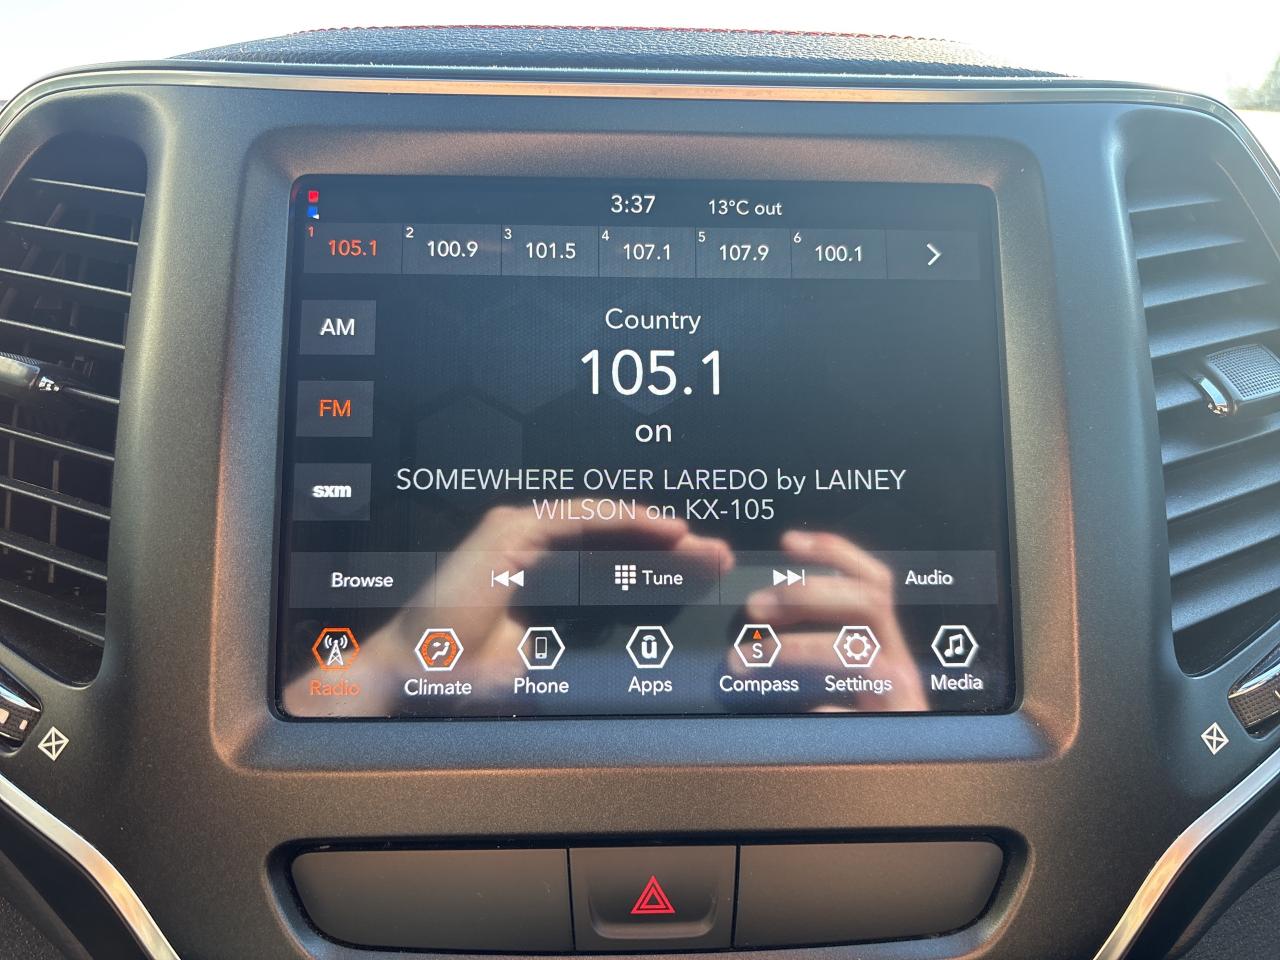 3:37 13°C out
1 105.1 2 100.9 3 101.5 4 107.1 5 107.9 6 100.1
AM
FM
sxm
Country
105.1
on
SOMEWHERE OVER LAREDO by LAINEY
WILSON on KX-105
Browse Tune Audio
u S
Radio Climate Phone Apps Compass Settings Media